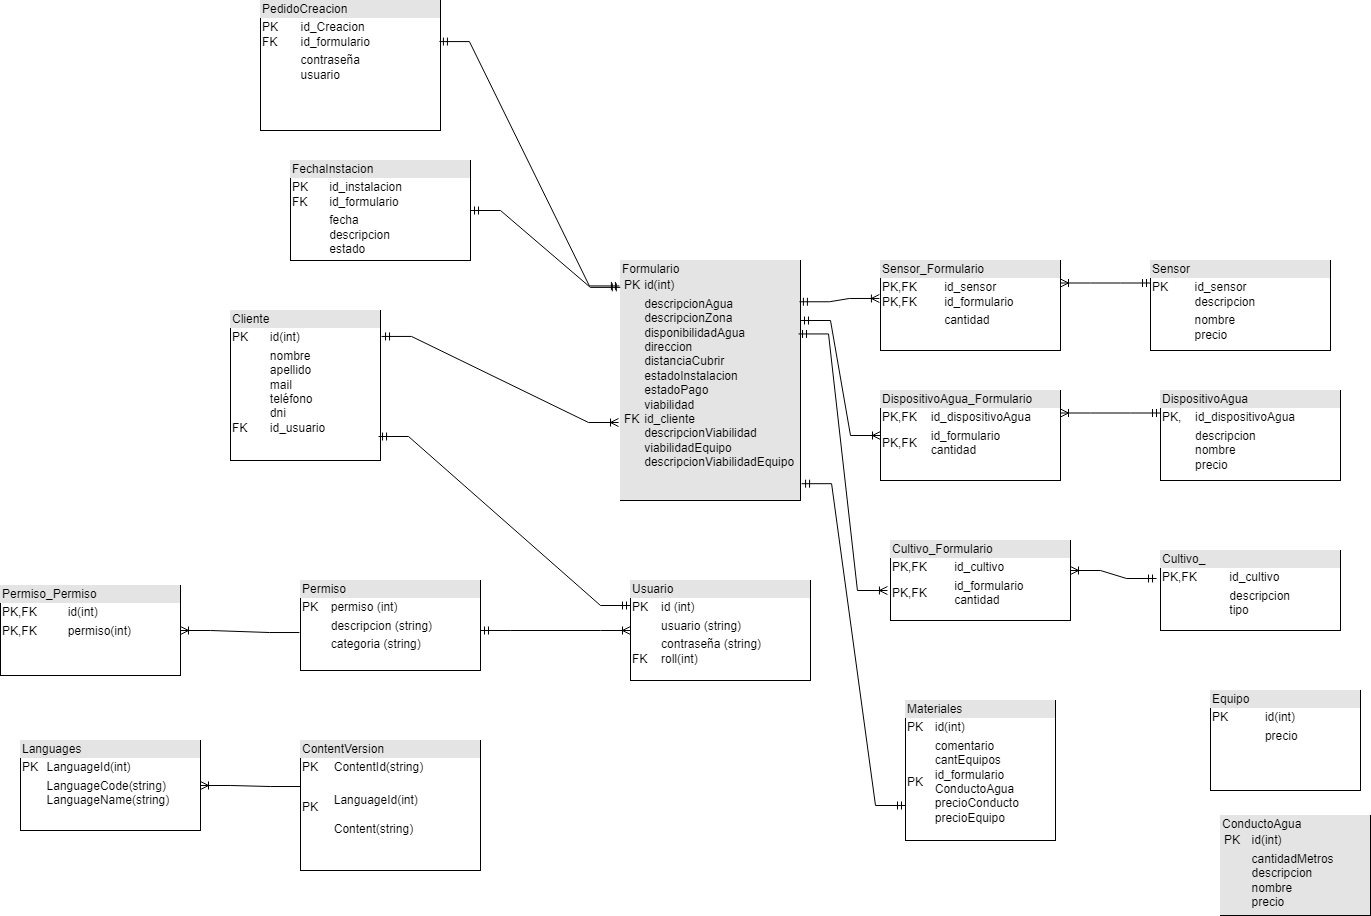 PedidoCreacion
PK id_Creacion
FK id_formulario
contraseña
usuario
FechaInstacion
PK id_instalacion
FK id_formulario
fecha
descripcion
estado
Cliente
PK id(int)
nombre
apellido
mail
teléfono
dni
FK id_usuario
Formulario
PK id(int)
descripcionAgua
descripcionZona
disponibilidadAgua
direccion
distanciaCubrir
estadoInstalacion
estadoPago
viabilidad
FK id_cliente
descripcionViabilidad
viabilidadEquipo
descripcionViabilidadEquipo
Sensor_Formulario
PK,FK id_sensor
PK,FK id_formulario
cantidad
Sensor
PK id_sensor
descripcion
nombre
precio
DispositivoAgua_Formulario
PK,FK id_dispositivoAgua
PK,FK id_formulario
cantidad
DispositivoAgua
PK, id_dispositivoAgua
descripcion
nombre
precio
Cultivo_Formulario
PK,FK id_cultivo
PK,FK id_formulario
cantidad
Cultivo_
PK,FK id_cultivo
descripcion
tipo
Permiso_Permiso
PK,FK id(int)
PK,FK permiso(int)
Permiso
PK permiso (int)
descripcion (string)
categoria (string)
Usuario
PK id (int)
usuario (string)
contraseña (string)
FK roll(int)
Languages
PK LanguageId(int)
LanguageCode(string)
LanguageName(string)
ContentVersion
PK ContentId(string)
PK LanguageId(int)
Content(string)
Materiales
PK id(int)
comentario
cantEquipos
PK id_formulario
ConductoAgua
precioConducto
precioEquipo
Equipo
PK id(int)
precio
ConductoAgua
PK id(int)
cantidadMetros
descripcion
nombre
precio